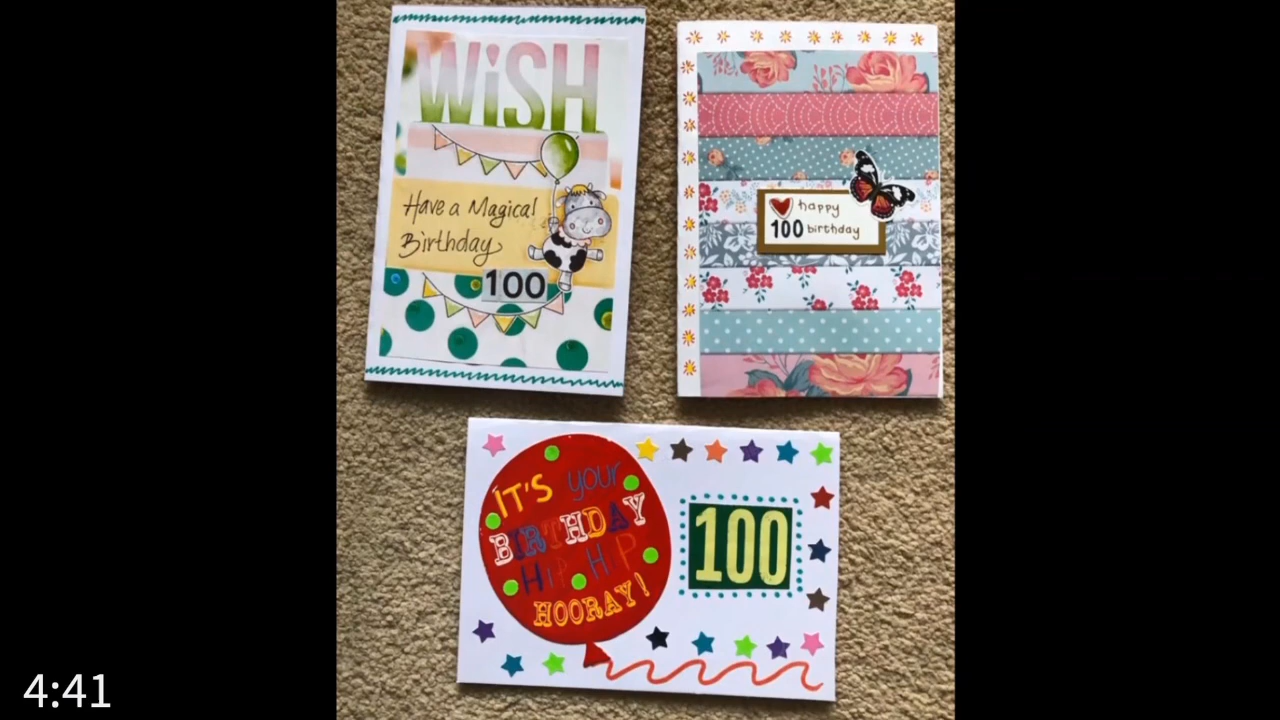 WiSH
Have a Magical
Birthday
100
happy
100 birthday
IT'S your
BIRTHDAY
HIP HIP
HOORAY!
100
4:41